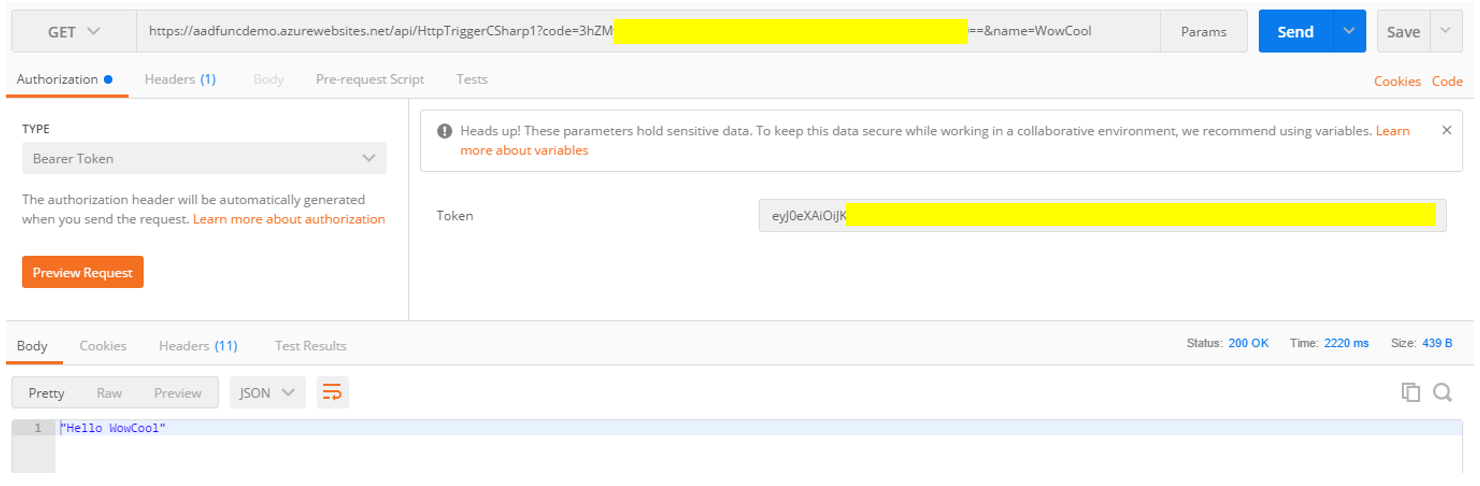 GET https://aadfuncdemo.azurewebsites.net/api/HttpTriggerCSharp1?code=3hZM ==&name=WowCool Params Send Save
Authorization Headers (1) Body Pre-request Script Tests Cookies Code
TYPE
Bearer Token
The authorization header will be automatically generated
when you send the request. Learn more about authorization
Preview Request
Heads up! These parameters hold sensitive data. To keep this data secure while working in a collaborative environment, we recommend using variables. Learn
more about variables
Token eyJ0eXAiOiJK
Body Cookies Headers (11) Test Results Status: 200 OK Time: 2220 ms Size: 439 B
Pretty Raw Preview JSON
1 "Hello WowCool"